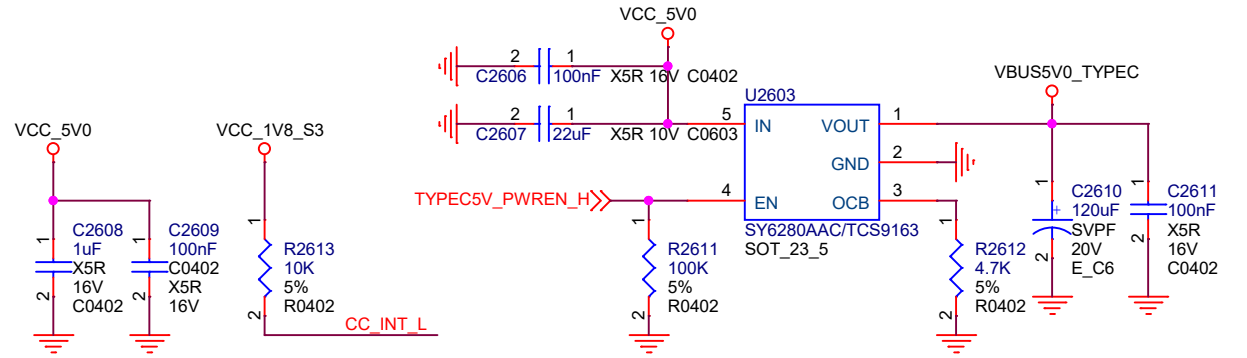 VCC_5V0
2
1
C2606
100nF
X5R 16V C0402
2
1
C2607
22uF
X5R 10V C0603
U2603
5
IN
VOUT
1
GND
2
4
EN
OCB
3
SY6280AAC/TCS9163
SOT_23_5
TYPEC5V_PWREN_H
1
R2611
100K
5%
R0402
2
1
R2612
4.7K
5%
R0402
2
VBUS5V0_TYPEC
1
C2610
120uF
+
SVPF
20V
E_C6
2
1
C2611
100nF
X5R
16V
C0402
2
VCC_5V0
1
C2608
1uF
X5R
16V
C0402
2
1
C2609
100nF
C0402
X5R
16V
2
VCC_1V8_S3
1
R2613
10K
5%
R0402
2
CC_INT_L